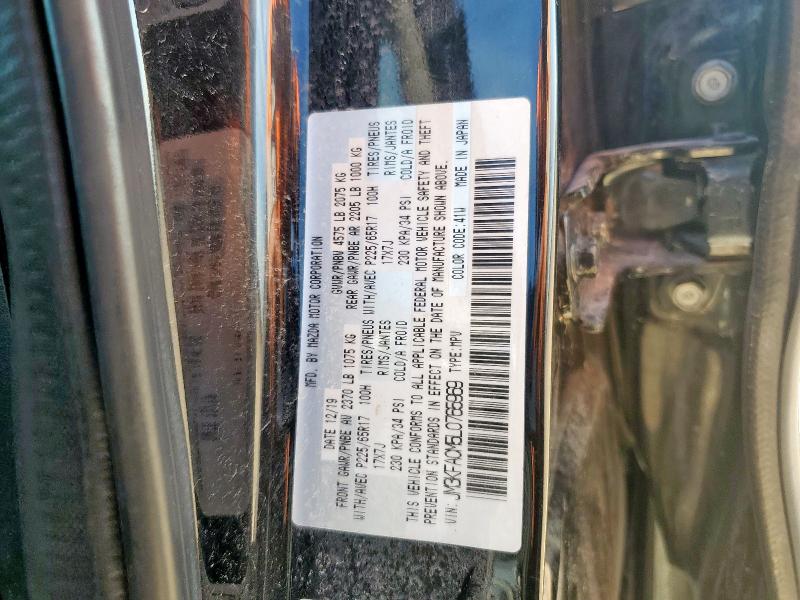 MFD. BY MAZDA MOTOR CORPORATION
DATE 12/19 GVWR/PNBV 4575 LB 2075 KG
FRONT GAWR/PNBE AV 2370 LB 1075 KG REAR GAWR/PNBE AR 2205 LB 1000 KG
WITH/AVEC P225/65R17 100H TIRES/PNEUS WITH/AVEC P225/65R17 100H TIRES/PNEUS
17X7J RIMS/JANTES 17X7J RIMS/JANTES
230 KPA/34 PSI COLD/A FROID 230 KPA/34 PSI COLD/A FROID
THIS VEHICLE CONFORMS TO ALL APPLICABLE FEDERAL MOTOR VEHICLE SAFETY AND THEFT
PREVENTION STANDARDS IN EFFECT ON THE DATE OF MANUFACTURE SHOWN ABOVE.
VIN: JM3KFACM5L0765969 TYPE:MPV COLOR CODE:41W MADE IN JAPAN